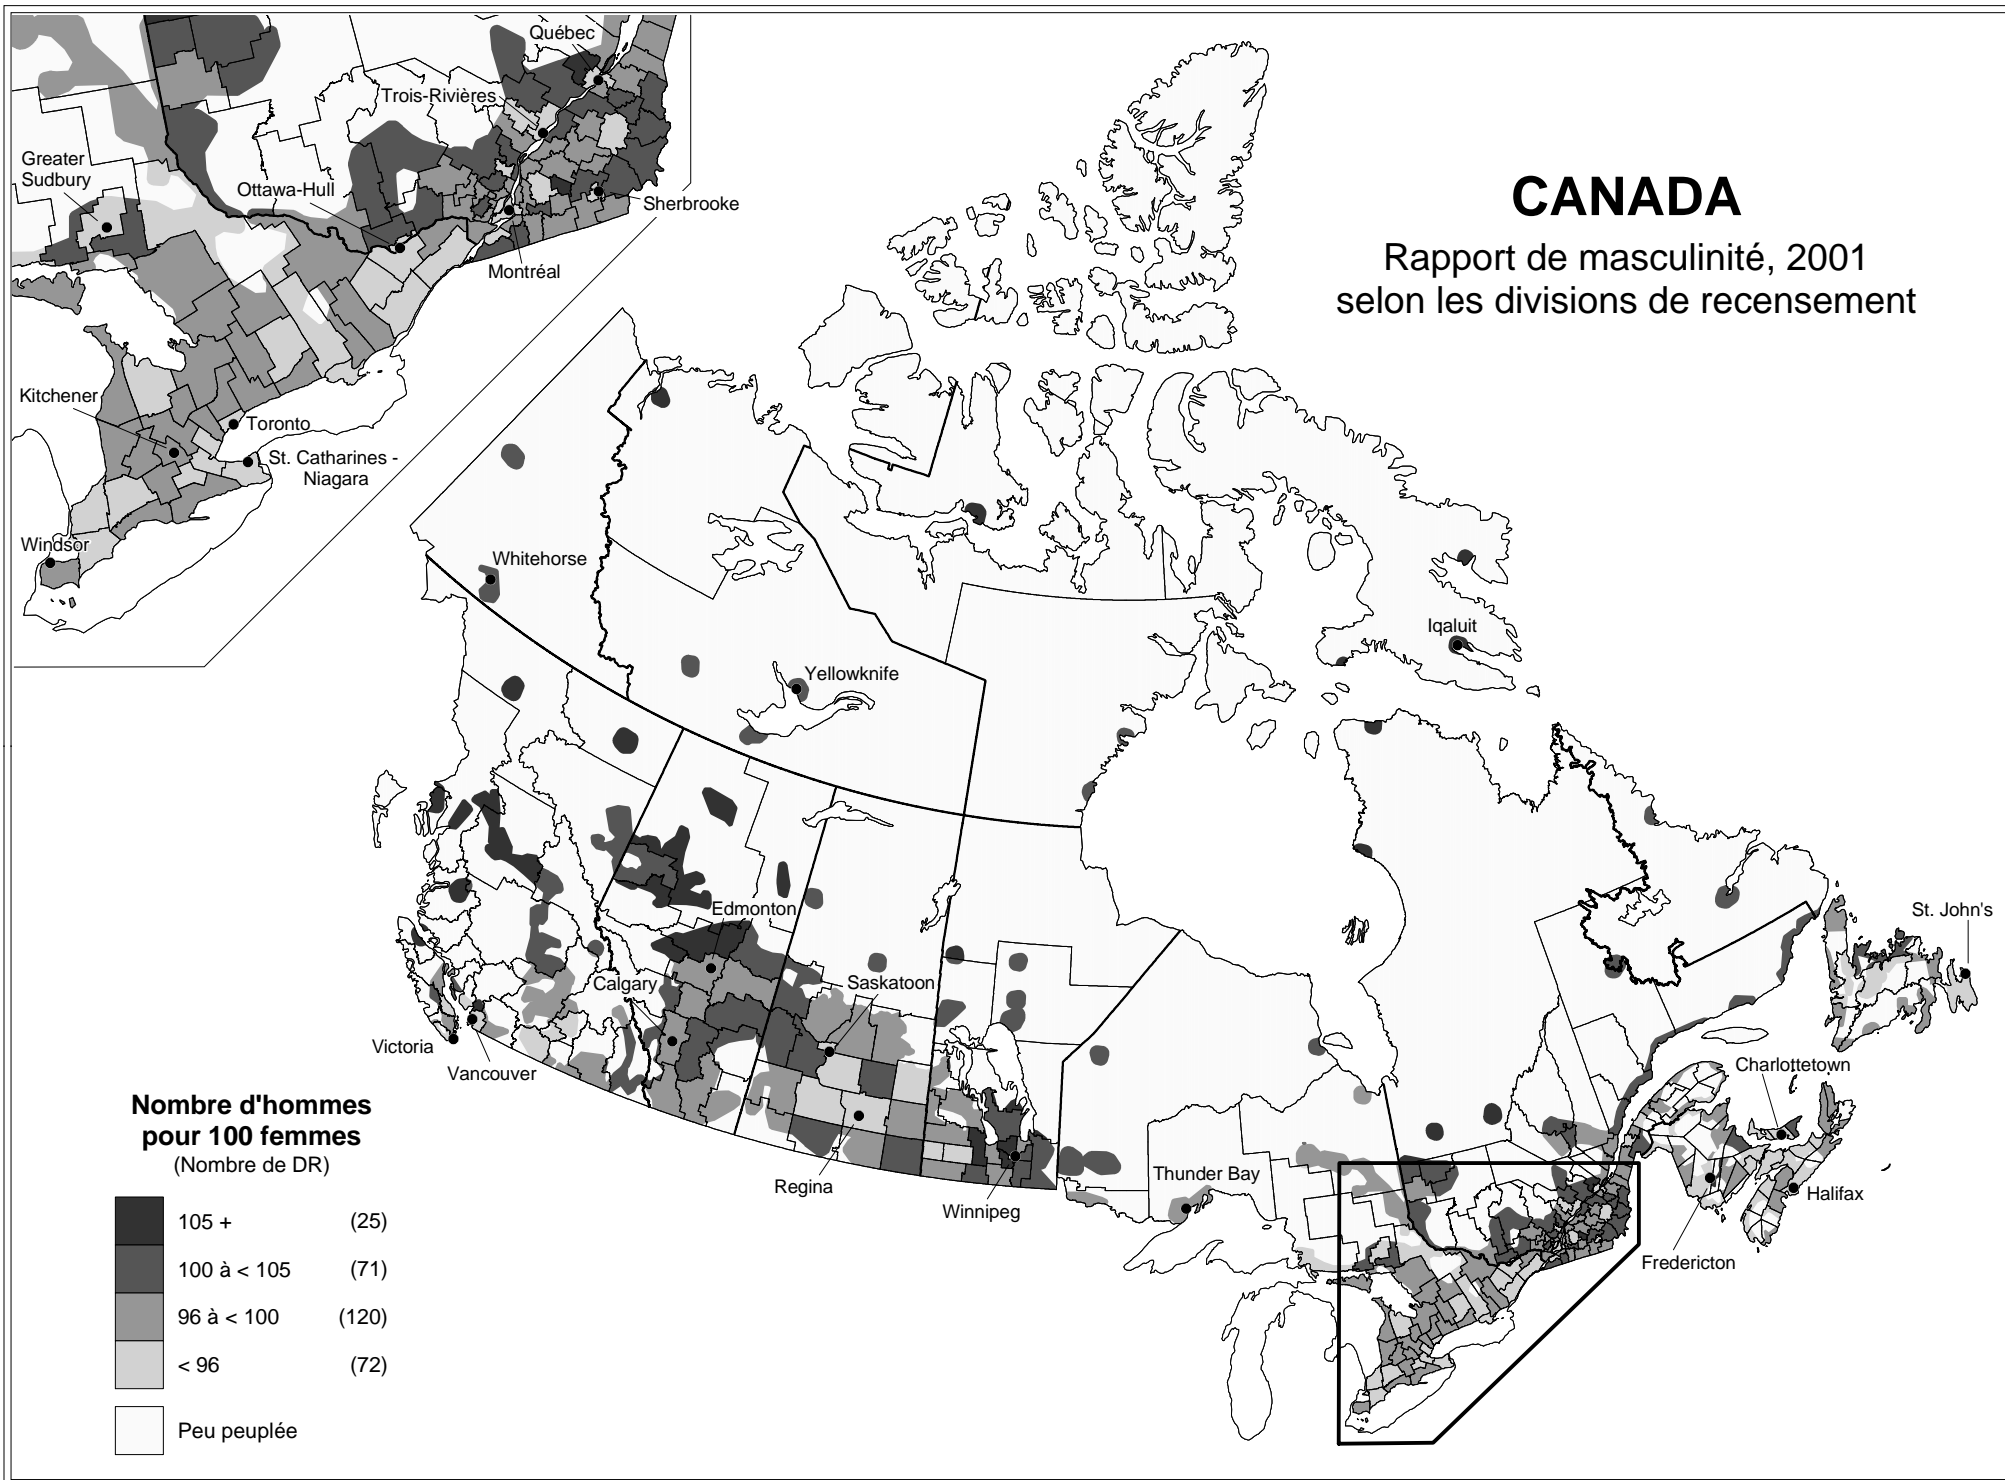 CANADA
Rapport de masculinité, 2001
selon les divisions de recensement
Québec
Trois-Rivières
Greater
Sudbury
Ottawa-Hull
Sherbrooke
Montréal
Kitchener
Toronto
St. Catharines -
Niagara
Windsor
Whitehorse
Yellowknife
Iqaluit
Edmonton
St. John's
Calgary
Saskatoon
Victoria
Vancouver
Charlottetown
Regina
Winnipeg
Thunder Bay
Halifax
Fredericton
Nombre d'hommes
pour 100 femmes
(Nombre de DR)
105 + (25)
100 à < 105 (71)
96 à < 100 (120)
< 96 (72)
Peu peuplée